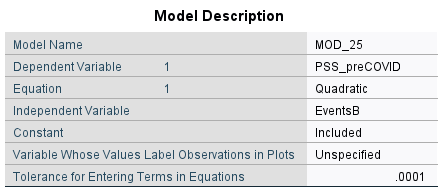 Model Description
Model Name MOD_25
Dependent Variable 1 PSS_preCOVID
Equation 1 Quadratic
Independent Variable EventsB
Constant Included
Variable Whose Values Label Observations in Plots Unspecified
Tolerance for Entering Terms in Equations .0001